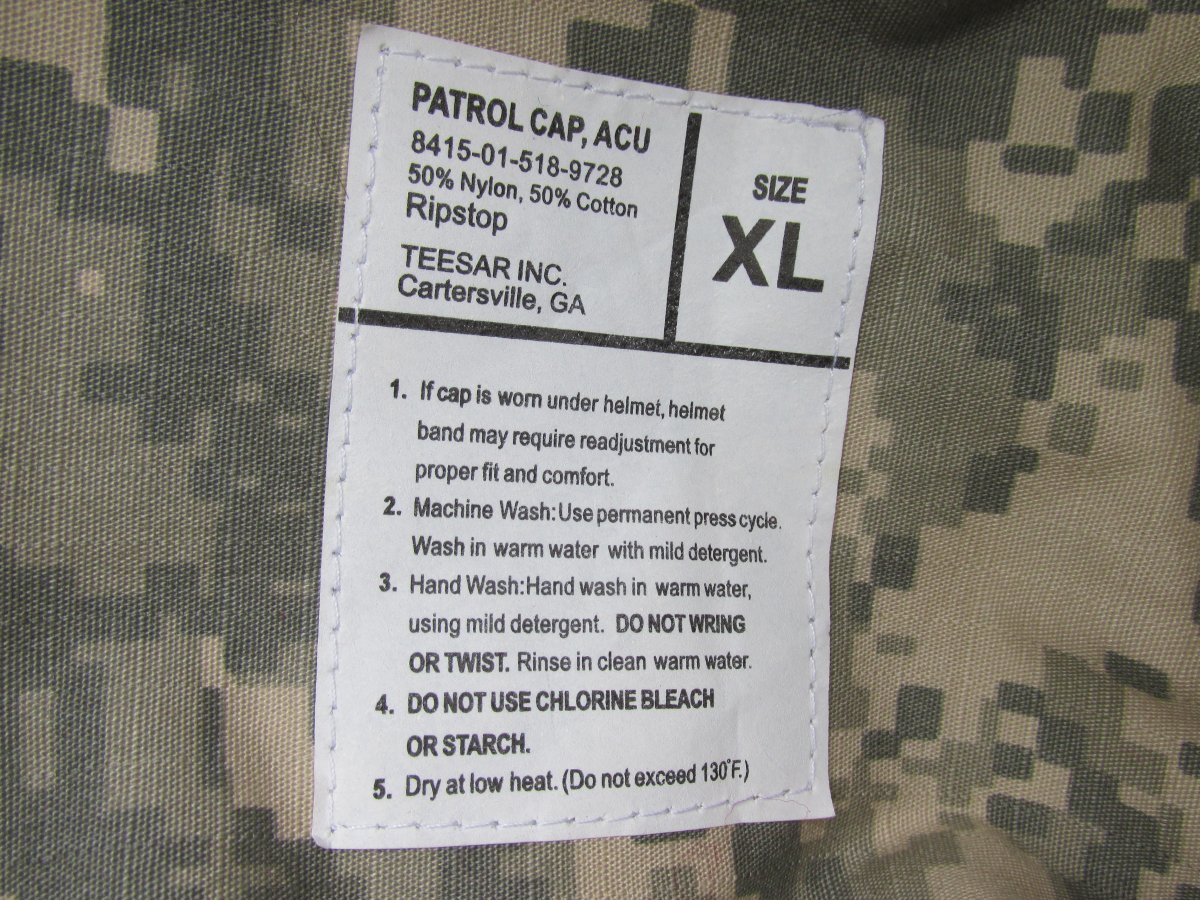 PATROL CAP, ACU
8415-01-518-9728
50% Nylon, 50% Cotton
Ripstop
TEESAR INC.
Cartersville, GA
SIZE
XL
1. If cap is worn under helmet, helmet
band may require readjustment for
proper fit and comfort.
2. Machine Wash:Use permanent press cycle.
Wash in warm water with mild detergent.
3. Hand Wash:Hand wash in warm water,
using mild detergent. DO NOT WRING
OR TWIST. Rinse in clean warm water.
4. DO NOT USE CHLORINE BLEACH
OR STARCH.
5. Dry at low heat. (Do not exceed 130°F.)